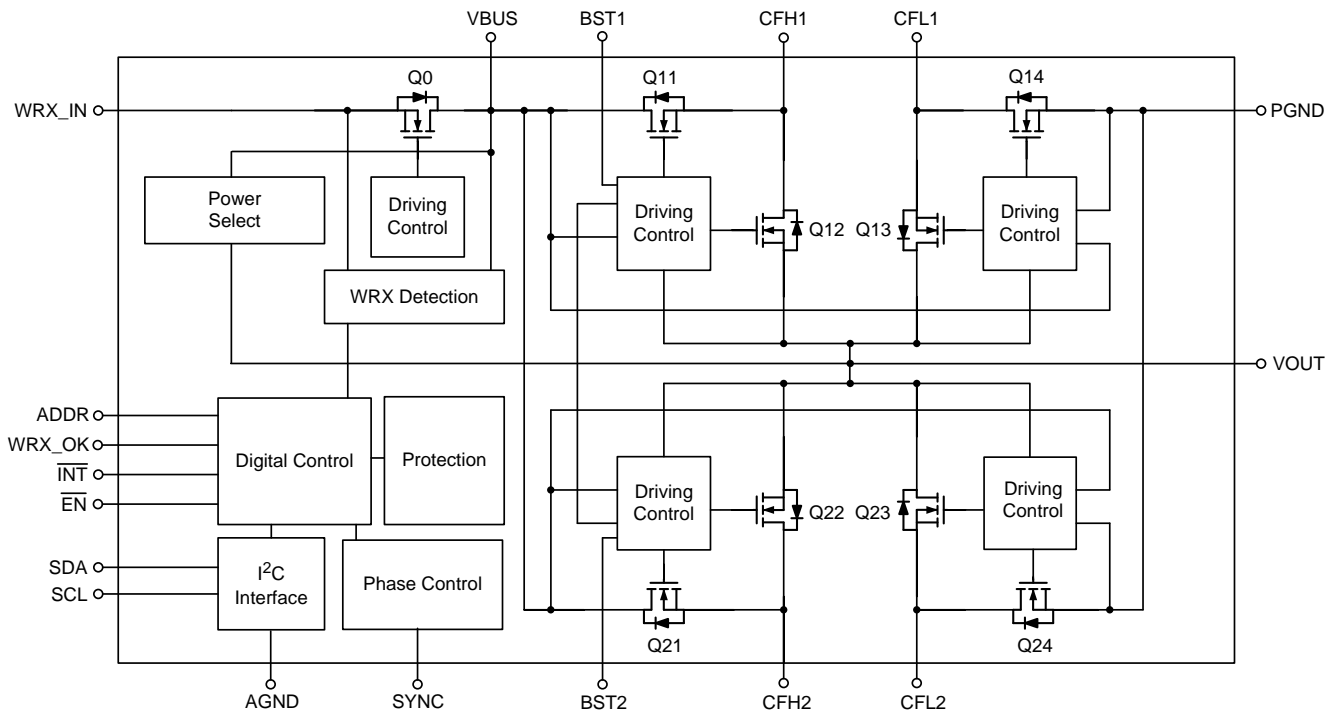 VBUS
BST1
CFH1
CFL1
Q0
Q11
Q14
WRX_IN
PGND
Power
Select
Driving
Control
Driving
Control
Q12
Q13
Driving
Control
WRX Detection
VOUT
ADDR
WRX_OK
INT
EN
Digital Control
Protection
Driving
Control
Q22
Q23
Driving
Control
SDA
SCL
I²C
Interface
Phase Control
Q21
Q24
AGND
SYNC
BST2
CFH2
CFL2